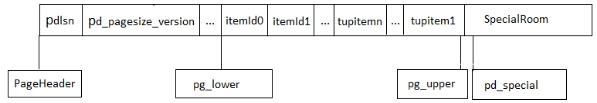 pdlsn pd_pagesize_version ... itemId0 itemId1 ... tupitemn ... tupitem1 SpecialRoom
PageHeader pg_lower pg_upper pd_special